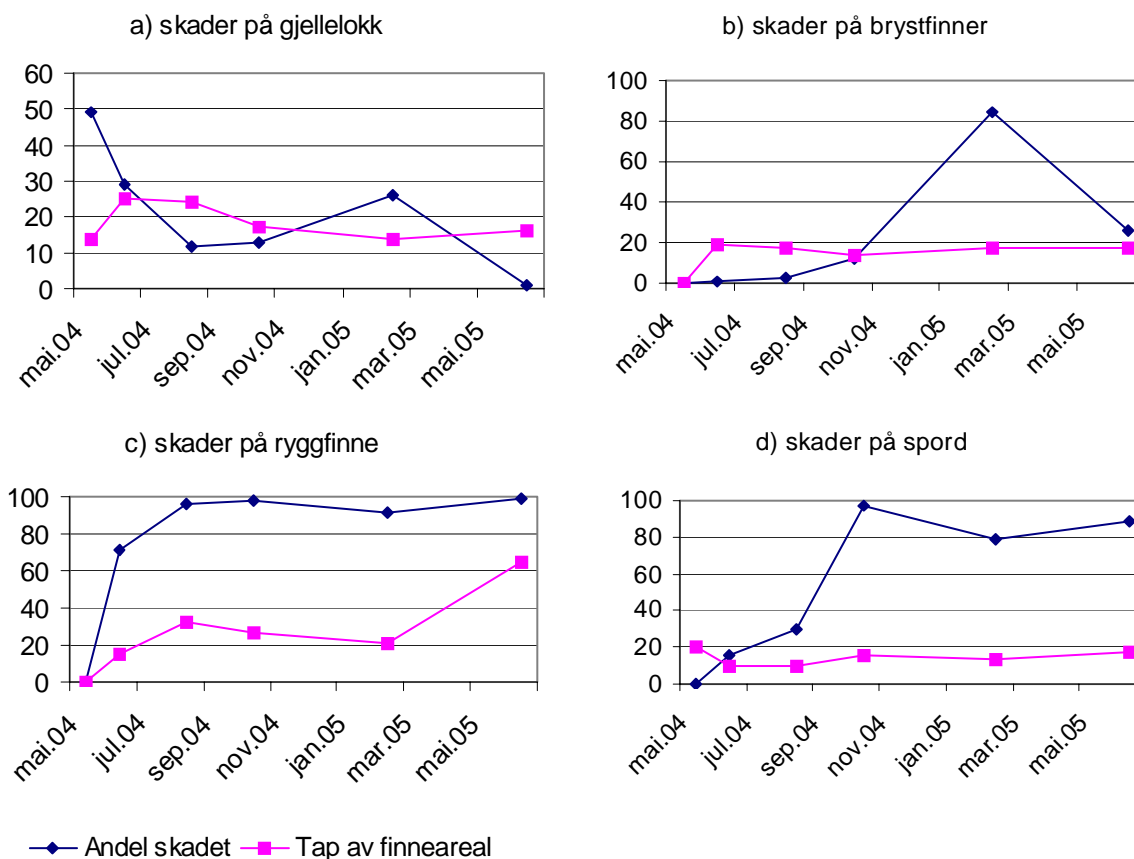 a) skader på gjellelokk
60
50
40
30
20
10
0
mai.04
jul.04
sep.04
nov.04
jan.05
mar.05
mai.05
b) skader på brystfinner
100
80
60
40
20
0
mai.04
jul.04
sep.04
nov.04
jan.05
mar.05
mai.05
c) skader på ryggfinne
100
80
60
40
20
0
mai.04
jul.04
sep.04
nov.04
jan.05
mar.05
mai.05
d) skader på spord
100
80
60
40
20
0
mai.04
jul.04
sep.04
nov.04
jan.05
mar.05
mai.05
Andel skadet Tap av finneareal